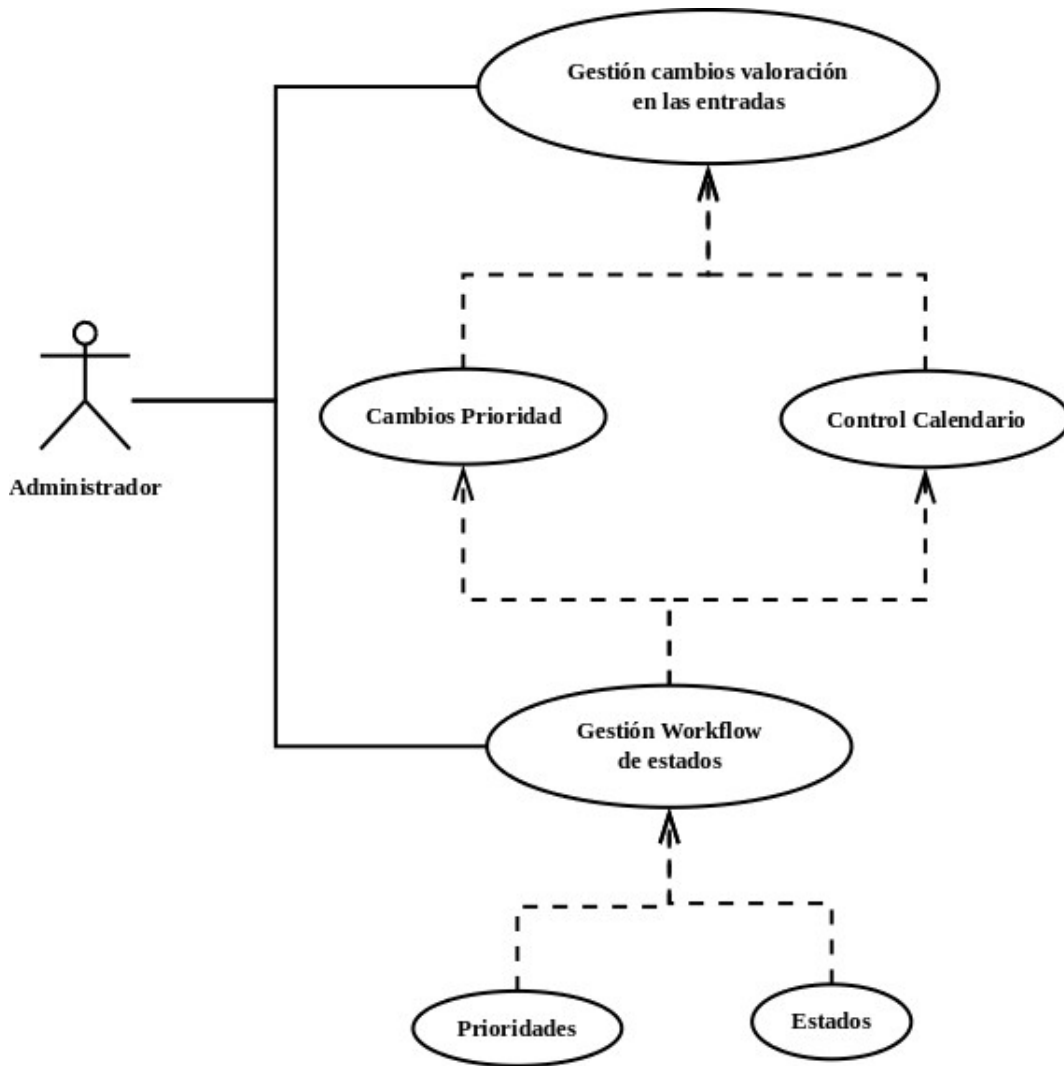 Gestión cambios valoración
en las entradas
Cambios Prioridad
Control Calendario
Administrador
Gestión Workflow
de estados
Prioridades
Estados